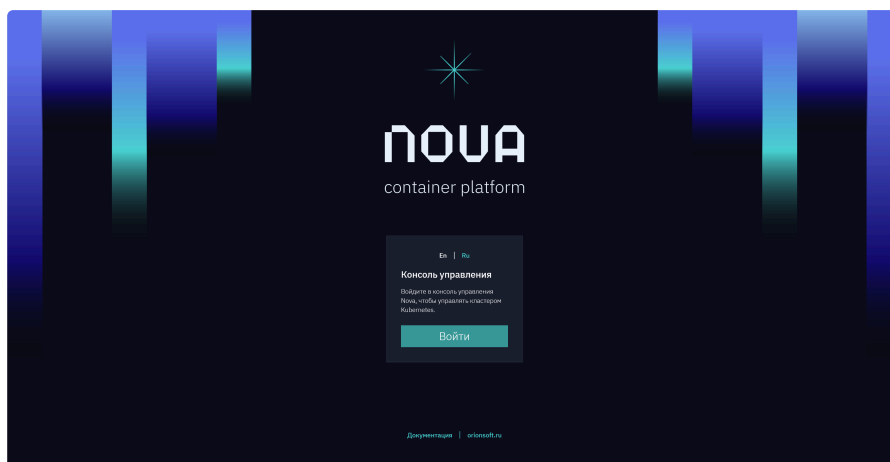 NOVA
container platform
En | Ru
Консоль управления
Войдите в консоль управления
Nova, чтобы управлять кластером
Kubernetes.
Войти
Документация | orionsoft.ru